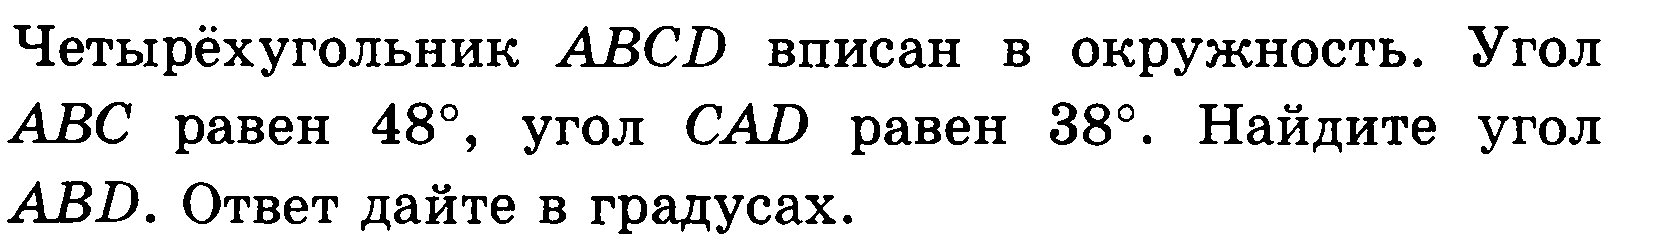 Четырёхугольник ABCD вписан в окружность. Угол
ABC равен 48°, угол CAD равен 38°. Найдите угол
ABD. Ответ дайте в градусах.